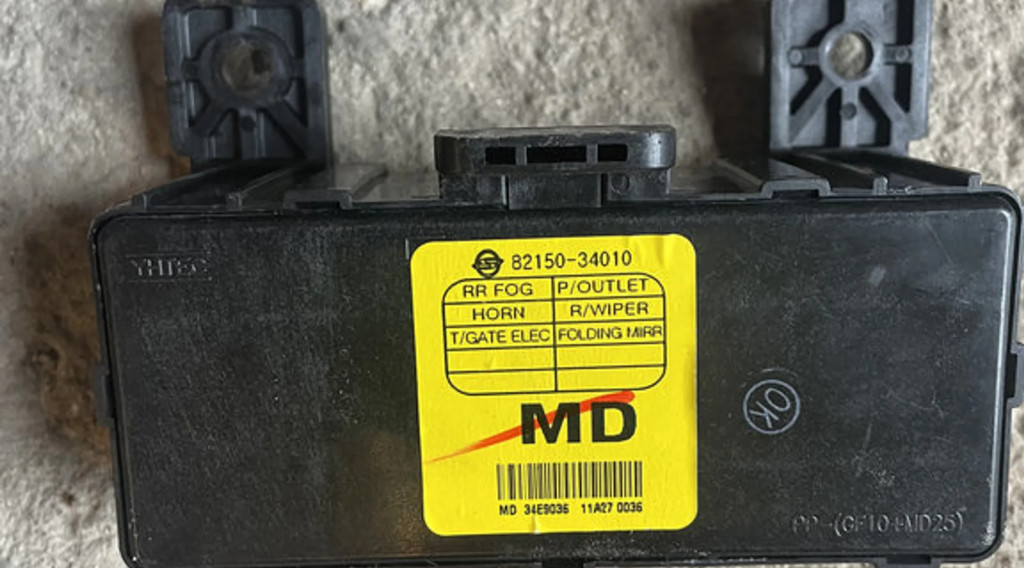 YHTEC
82150-34010
RR FOG P/OUTLET
HORN R/WIPER
T/GATE ELEC FOLDING MIRR
MD
MD 34E9036 11A27 0036
OK
PP-(GF10+MD25)